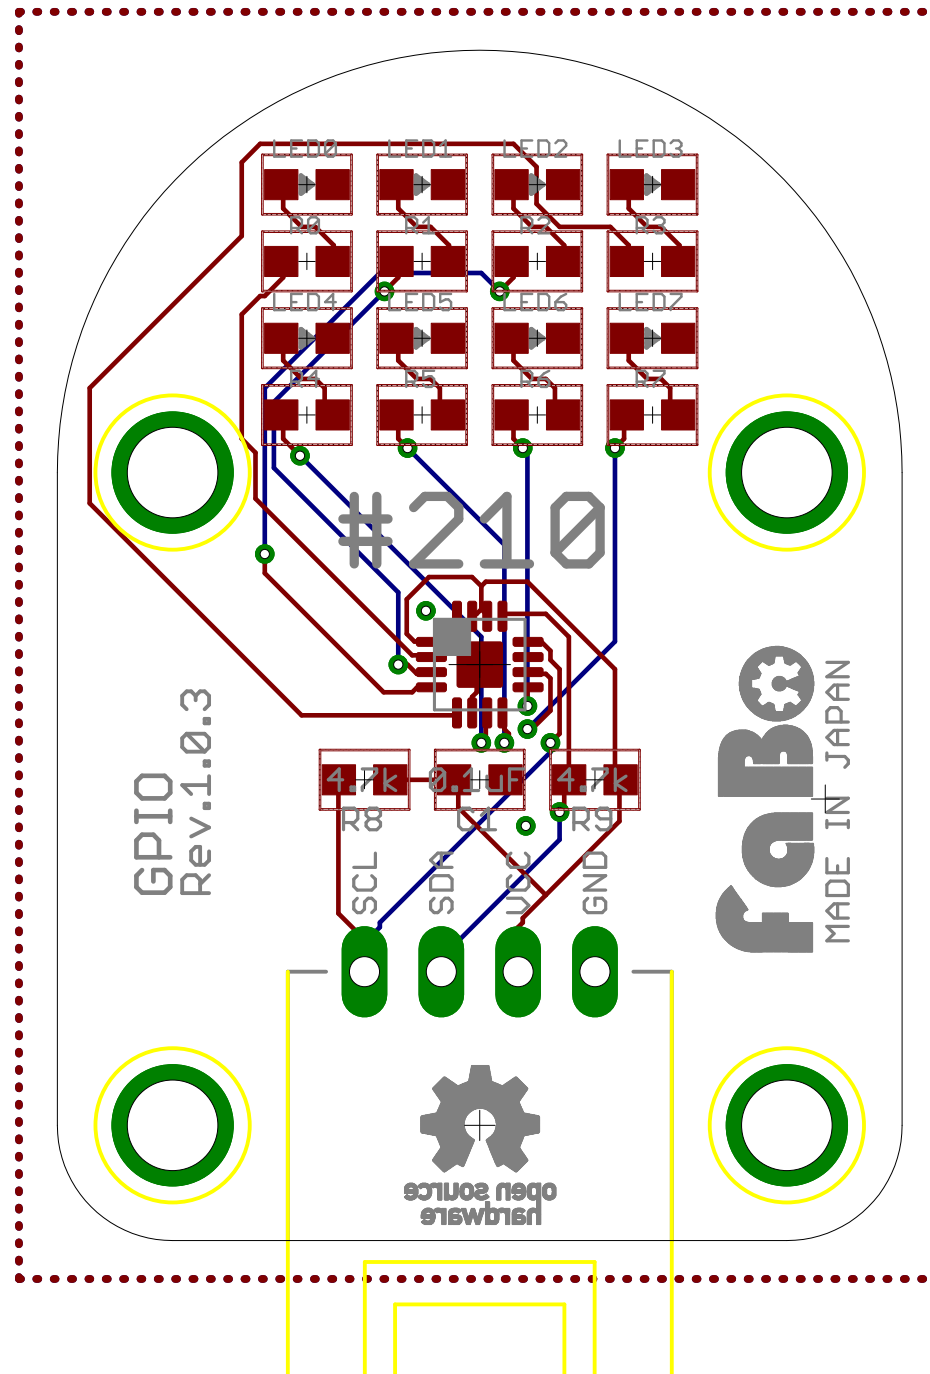 LED0 LED1 LED2 LED3
R0 R1 R2 R3
LED4 LED5 LED6 LED7
R4 R5 R6 R7
#210
GPIO
Rev.1.0.3
FaBo
MADE IN JAPAN
4.7k 0.1uF 4.7k
R8 C1 R9
SCL SDA VCC GND
open source
hardware